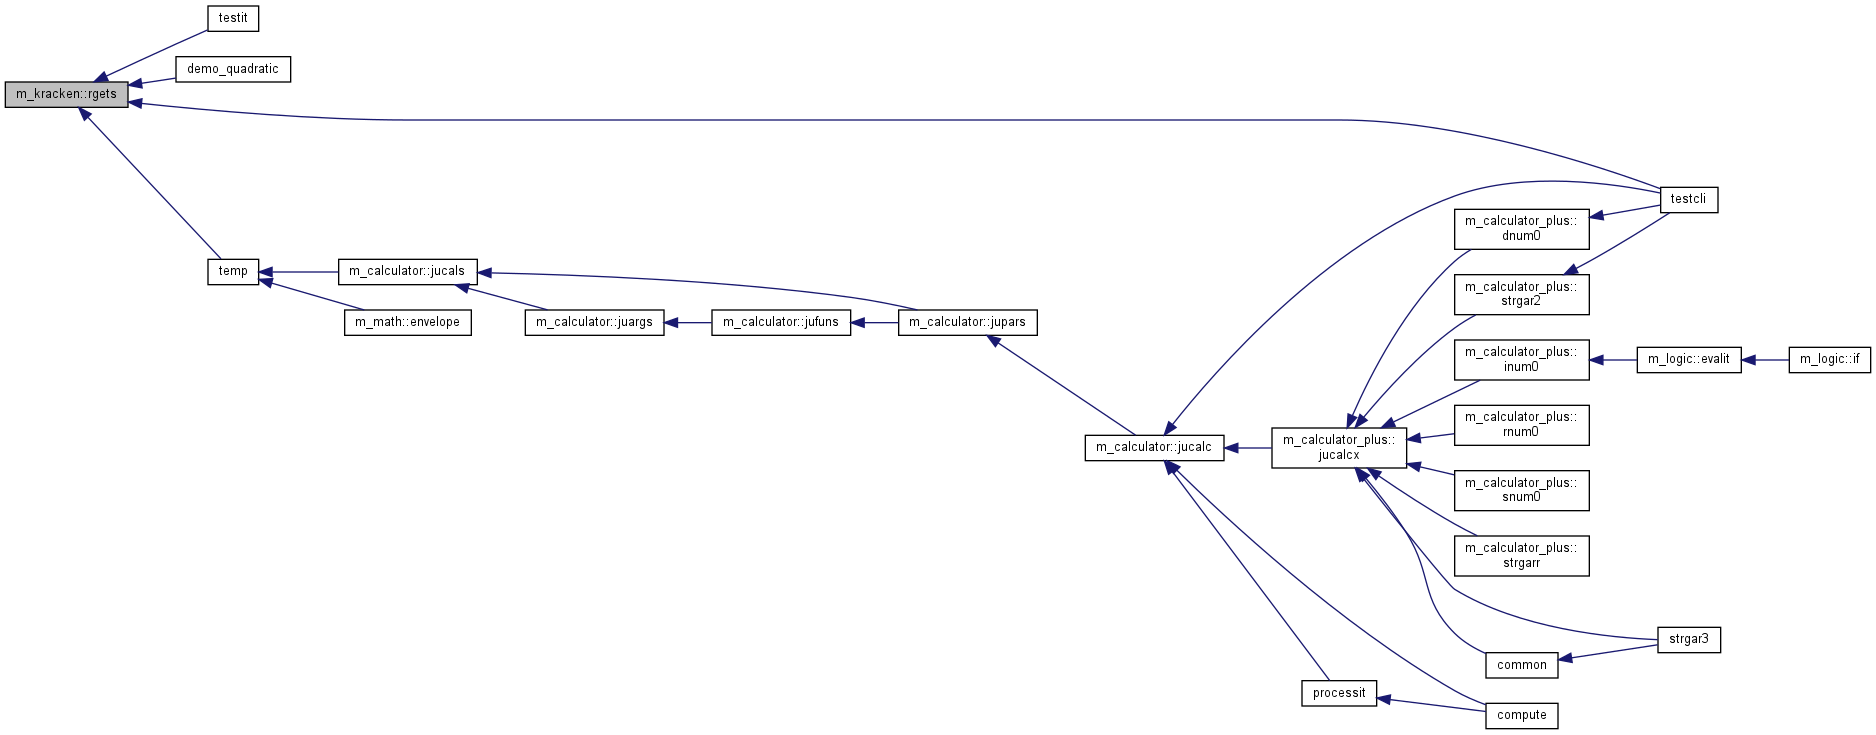 testit
demo_quadratic
m_kracken::rgets
testcli
m_calculator_plus::
dnum0
temp
m_calculator::jucals
m_calculator_plus::
strgar2
m_math::envelope
m_calculator::juargs
m_calculator::jufuns
m_calculator::jupars
m_calculator_plus::
inum0
m_logic::evalit
m_logic::if
m_calculator_plus::
rnum0
m_calculator::jucalc
m_calculator_plus::
jucalcx
m_calculator_plus::
snum0
m_calculator_plus::
strgarr
strgar3
common
processit
compute